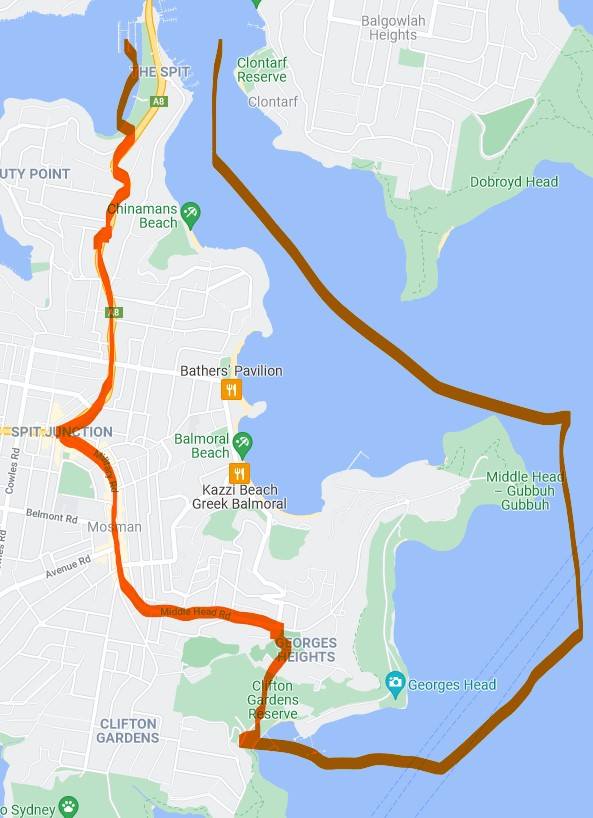 Balgowlah
Heights
Clontarf
Reserve
THE SPIT
A8
Clontarf
UTY POINT
Dobroyd Head
Chinamans
Beach
A8
Bathers' Pavilion
SPIT JUNCTION
Balmoral
Beach
Cowles Rd
Military Rd
Kazzi Beach
Greek Balmoral
Middle Head
– Gubbuh
Gubbuh
Belmont Rd
Mosman
Avenue Rd
Middle Head Rd
GEORGES
HEIGHTS
Clifton
Gardens
Reserve
Georges Head
CLIFTON
GARDENS
o Sydney